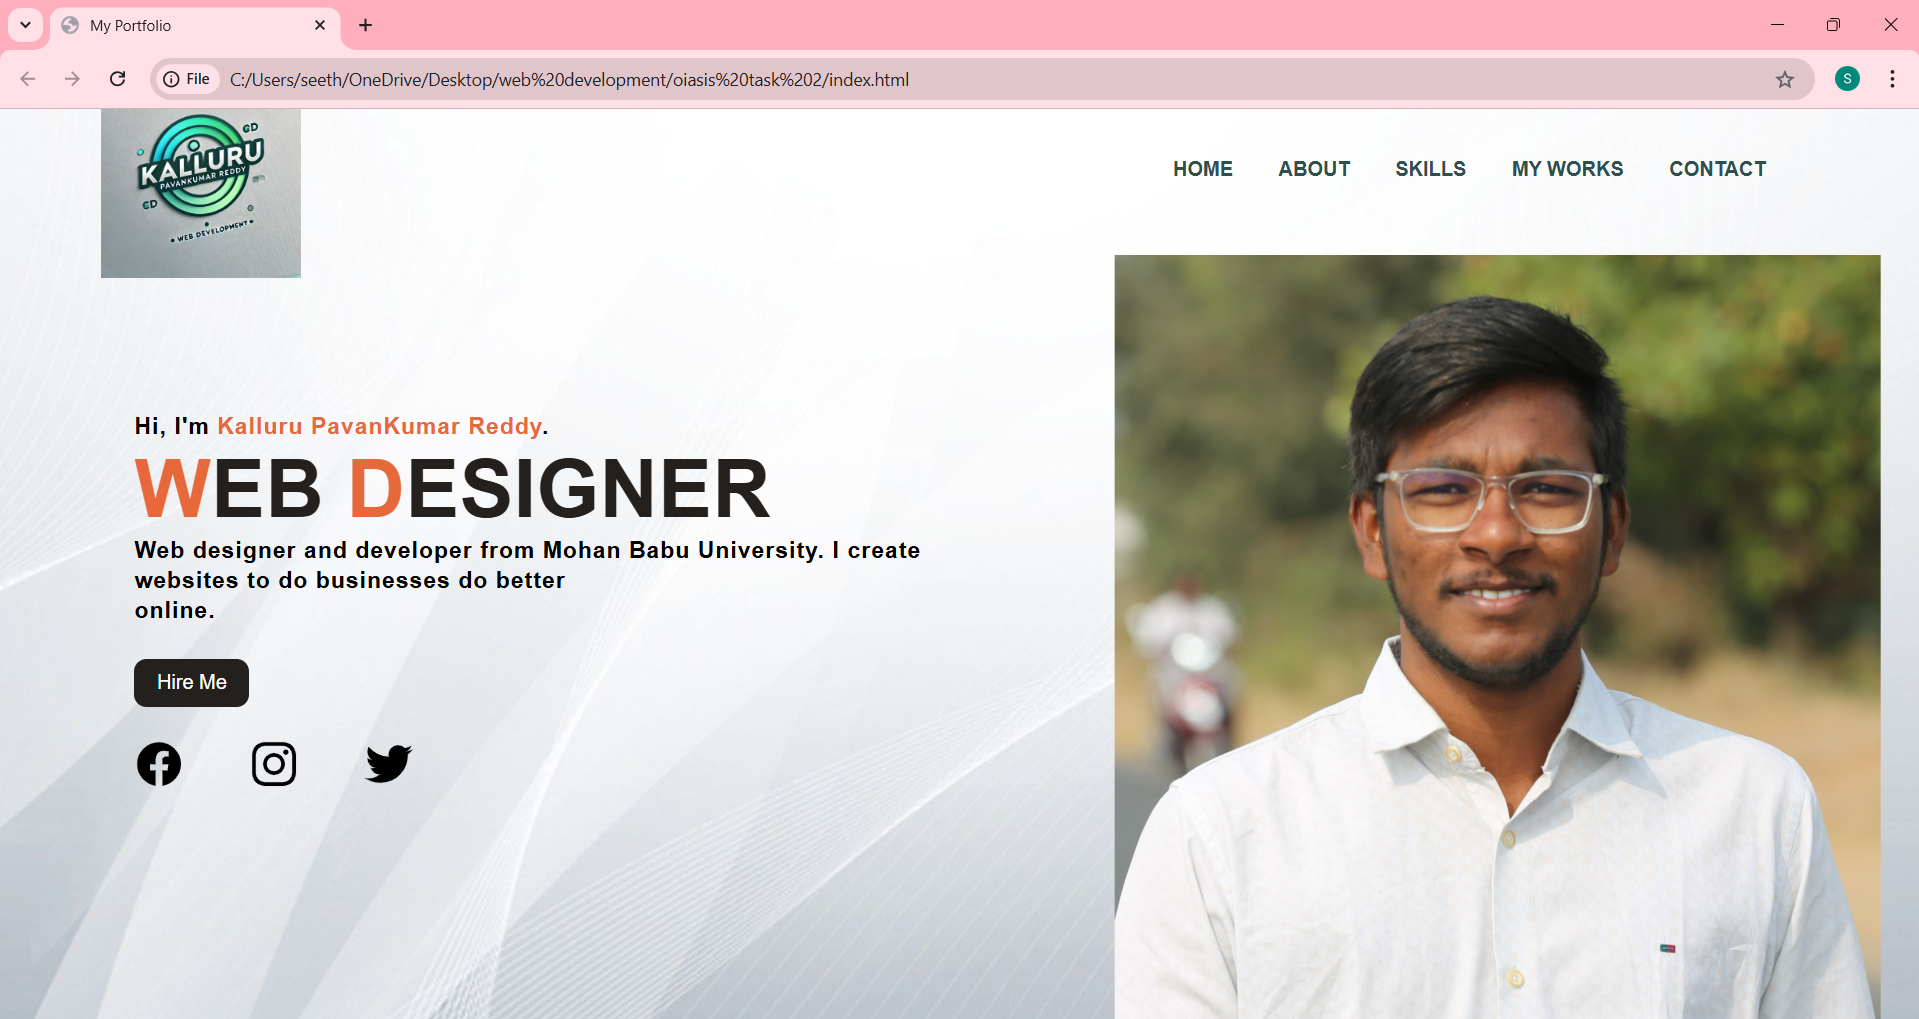 My Portfolio
File
C:/Users/seeth/OneDrive/Desktop/web%20development/oiasis%20task%202/index.html
S
GD
KALLURU
PAVANKUMAR REDDY
GD
• WEB DEVELOPMENT •
HOME ABOUT SKILLS MY WORKS CONTACT
Hi, I'm Kalluru PavanKumar Reddy.
WEB DESIGNER
Web designer and developer from Mohan Babu University. I create
websites to do businesses do better
online.
Hire Me